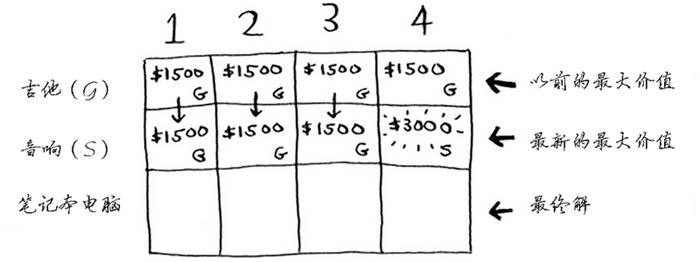 1 2 3 4
吉他(G) $1500 G $1500 G $1500 G $1500 G ← 以前的最大价值
音响(S) $1500 G $1500 G $1500 G $3000 S ← 最新的最大价值
笔记本电脑 ← 最终解